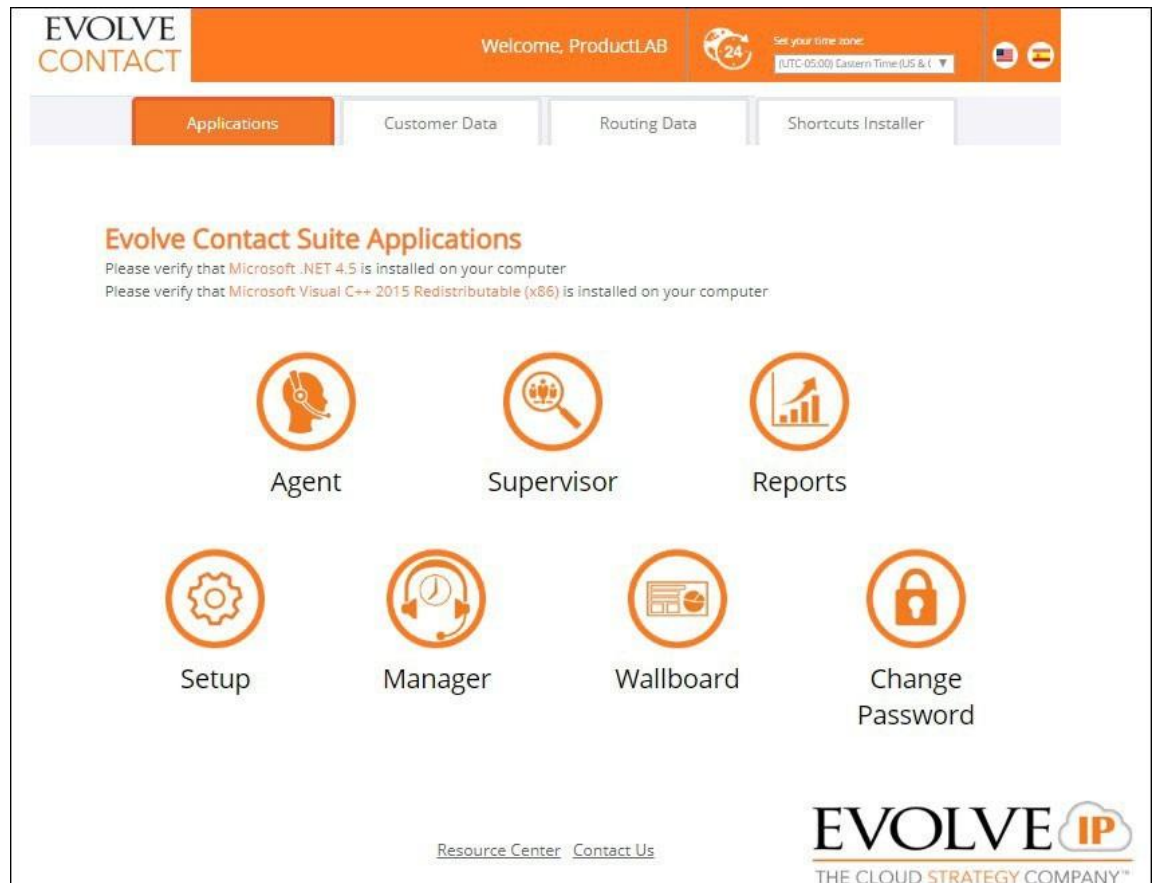 EVOLVE
CONTACT
Welcome, ProductLAB
24
Set your time zone:
(UTC-05:00) Eastern Time (US & (
Applications
Customer Data
Routing Data
Shortcuts Installer
Evolve Contact Suite Applications
Please verify that Microsoft .NET 4.5 is installed on your computer
Please verify that Microsoft Visual C++ 2015 Redistributable (x86) is installed on your computer
Agent
Supervisor
Reports
Setup
Manager
Wallboard
Change
Password
EVOLVE IP
THE CLOUD STRATEGY COMPANY™
Resource Center Contact Us